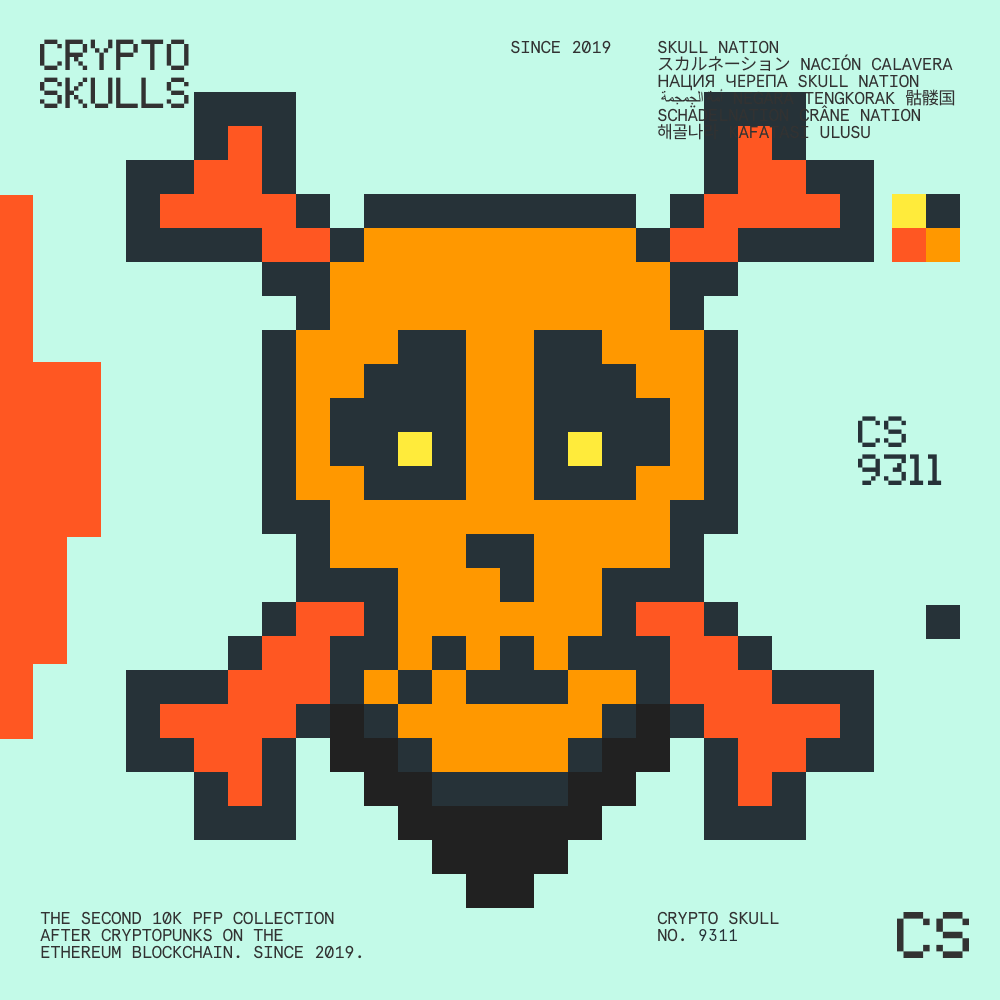 CRYPTO
SKULLS
SINCE 2019
SKULL NATION
スカルネーション NACIÓN CALAVERA
НАЦИЯ ЧЕРЕПА SKULL NATION
الجمجمة TENGKORAK 骷髅国
CRÂNE NATION
ULUSU
CS
9311
THE SECOND 10K PFP COLLECTION
AFTER CRYPTOPUNKS ON THE
ETHEREUM BLOCKCHAIN. SINCE 2019.
CRYPTO SKULL
NO. 9311
CS